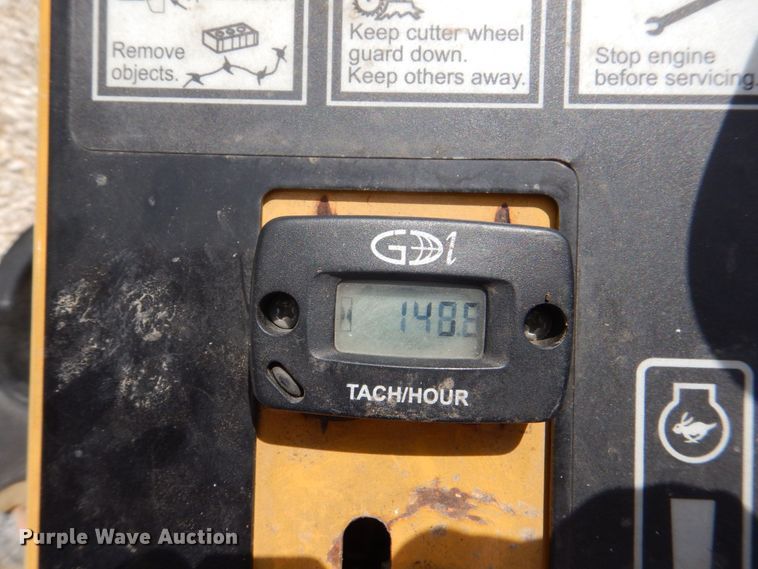 Remove
objects.
Keep cutter wheel
guard down.
Keep others away.
Stop engine
before servicing.
GDi
148.8
TACH/HOUR
Purple Wave Auction